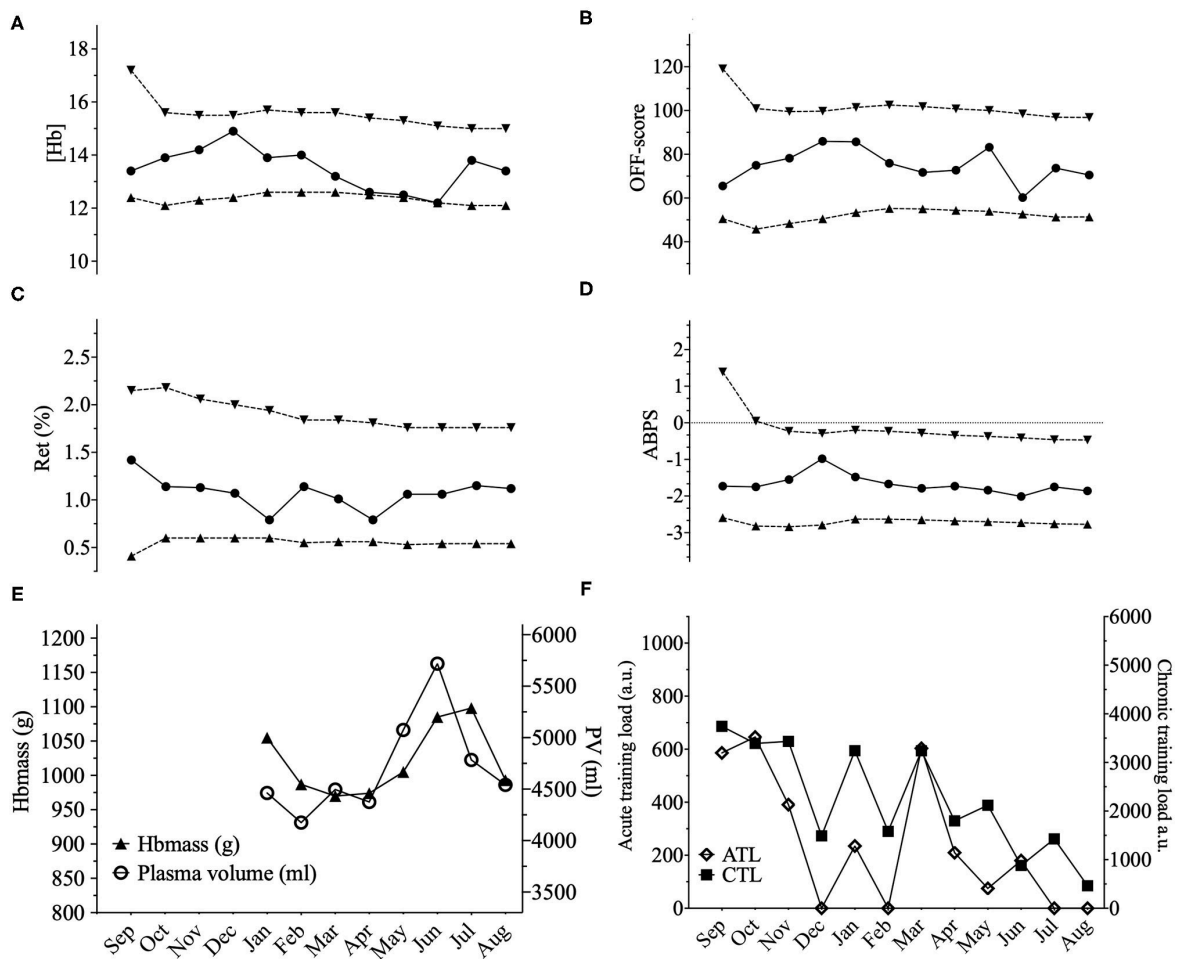 A
18
16
14
12
10
[Hb]
B
120
100
80
60
40
OFF-score
C
2.5
2.0
1.5
1.0
0.5
Ret (%)
D
2
1
0
-1
-2
-3
ABPS
E
1200
1150
1100
1050
1000
975
950
925
900
875
850
825
800
Hbmass (g)
6000
5500
5000
4500
4000
3500
PV (ml)
Hbmass (g)
Plasma volume (ml)
Sep Oct Nov Dec Jan Feb Mar Apr May Jun Jul Aug
F
1000
800
600
400
200
0
Acute training load (a.u.)
6000
5000
4000
3000
2000
1000
0
Chronic training load a.u.
ATL
CTL
Sep Oct Nov Dec Jan Feb Mar Apr May Jun Jul Aug